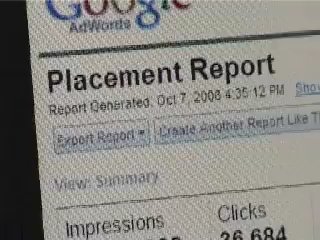 Google
AdWords
Placement Report
Report Generated: Oct 7, 2008 4:35:12 PM
Export Report
Create Another Report Like
View: Summary
Impressions
Clicks
26,684